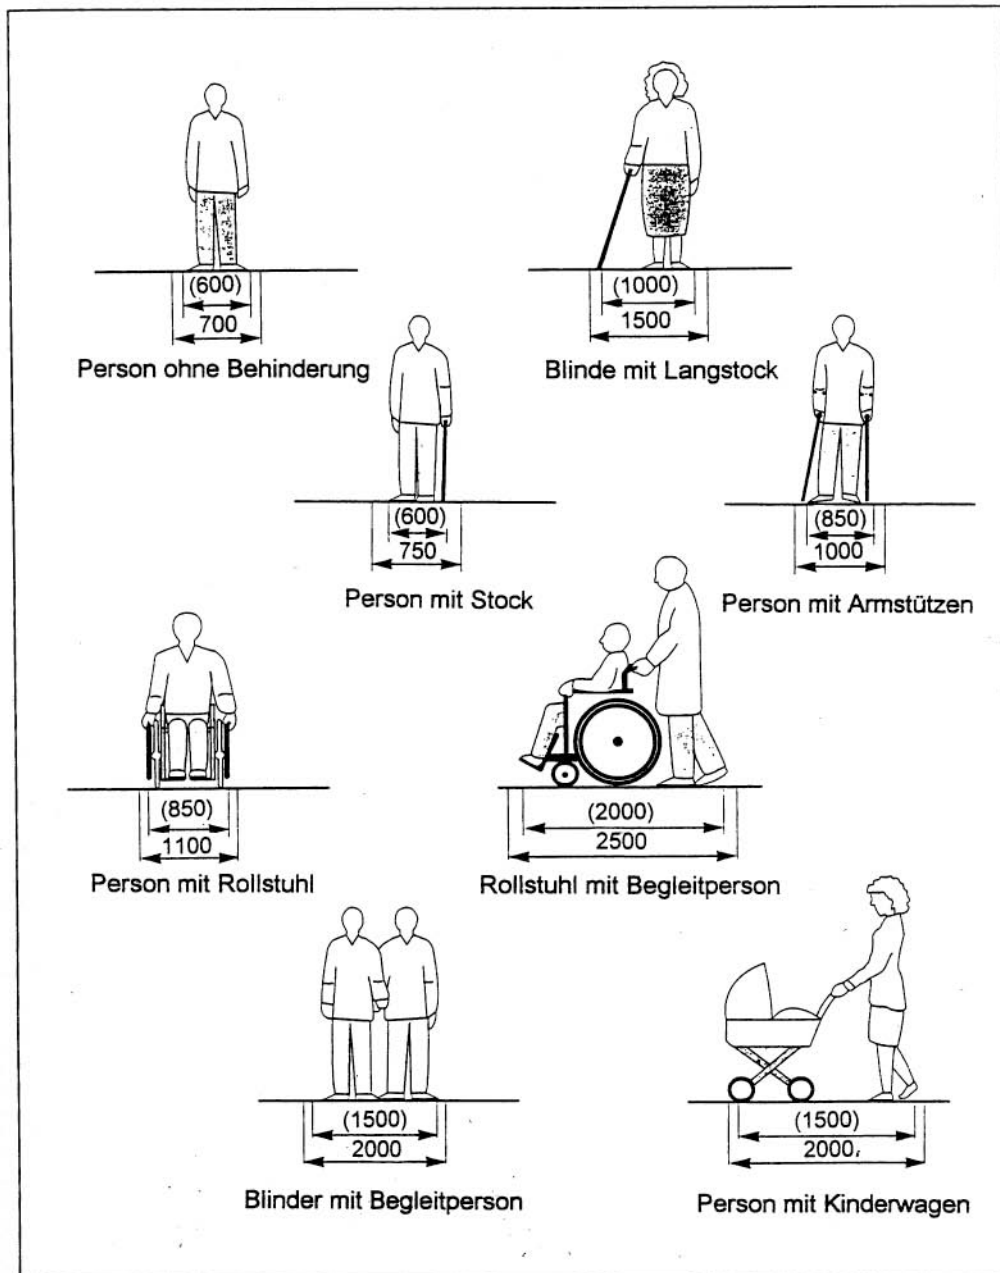 (600)
700
Person ohne Behinderung
(1000)
1500
Blinde mit Langstock
(600)
750
Person mit Stock
(850)
1000
Person mit Armstützen
(850)
1100
Person mit Rollstuhl
(2000)
2500
Rollstuhl mit Begleitperson
(1500)
2000
Blinder mit Begleitperson
(1500)
2000
Person mit Kinderwagen